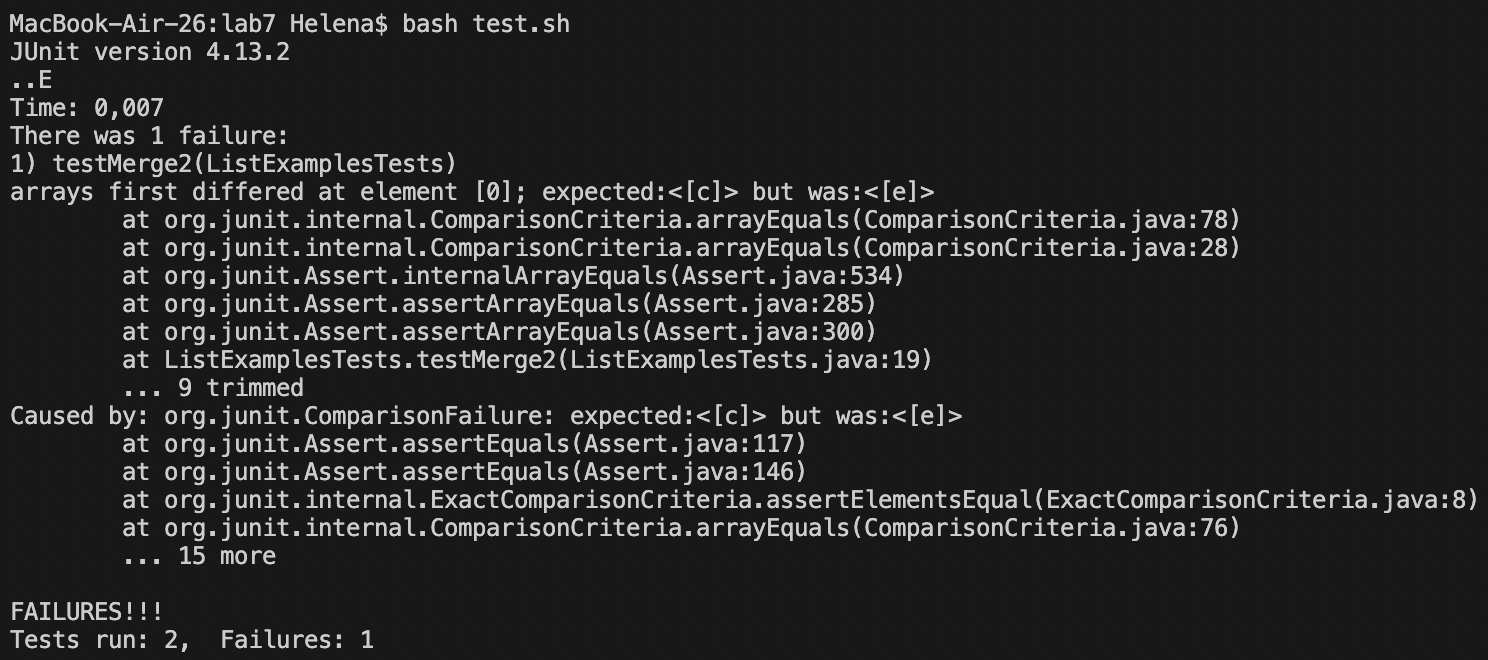 MacBook-Air-26:lab7 Helena$ bash test.sh
JUnit version 4.13.2
..E
Time: 0,007
There was 1 failure:
1) testMerge2(ListExamplesTests)
arrays first differed at element [0]; expected:<[c]> but was:<[e]>
        at org.junit.internal.ComparisonCriteria.arrayEquals(ComparisonCriteria.java:78)
        at org.junit.internal.ComparisonCriteria.arrayEquals(ComparisonCriteria.java:28)
        at org.junit.Assert.internalArrayEquals(Assert.java:534)
        at org.junit.Assert.assertArrayEquals(Assert.java:285)
        at org.junit.Assert.assertArrayEquals(Assert.java:300)
        at ListExamplesTests.testMerge2(ListExamplesTests.java:19)
        ... 9 trimmed
Caused by: org.junit.ComparisonFailure: expected:<[c]> but was:<[e]>
        at org.junit.Assert.assertEquals(Assert.java:117)
        at org.junit.Assert.assertEquals(Assert.java:146)
        at org.junit.internal.ExactComparisonCriteria.assertElementsEqual(ExactComparisonCriteria.java:8)
        at org.junit.internal.ComparisonCriteria.arrayEquals(ComparisonCriteria.java:76)
        ... 15 more

FAILURES!!!
Tests run: 2,  Failures: 1